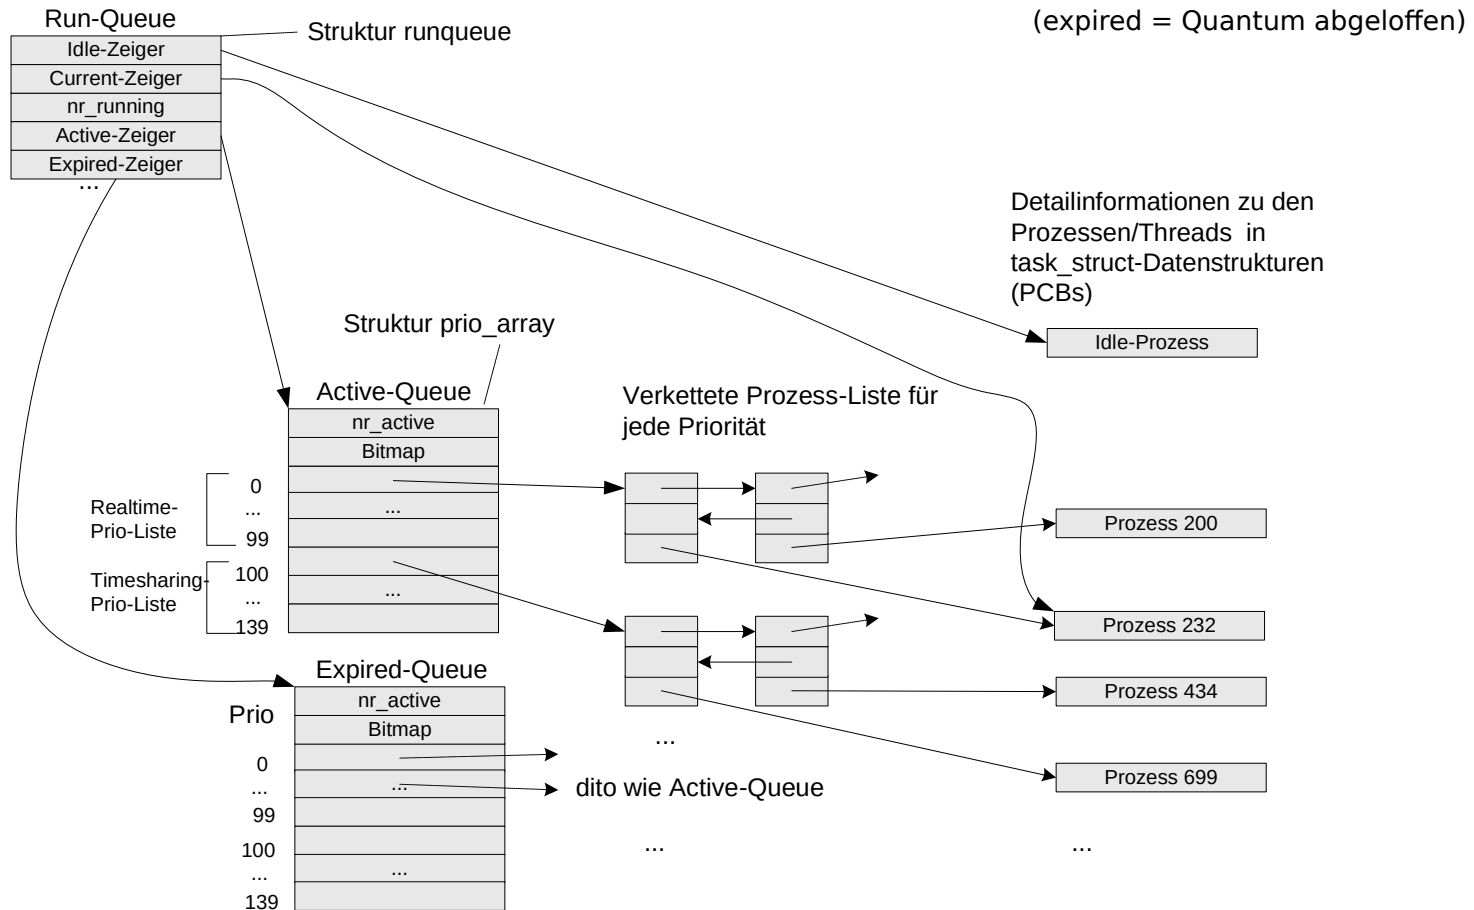 Run-Queue
Struktur runqueue
(expired = Quantum abgeloffen)
Idle-Zeiger
Current-Zeiger
nr_running
Active-Zeiger
Expired-Zeiger
...
Detailinformationen zu den
Prozessen/Threads in
task_struct-Datenstrukturen
(PCBs)
Idle-Prozess
Struktur prio_array
Active-Queue
nr_active
Bitmap
Verkettete Prozess-Liste für
jede Priorität
Realtime-
Prio-Liste
0
...
99
...
Timesharing-
Prio-Liste
100
...
139
...
Prozess 200
Prozess 232
Prozess 434
Prozess 699
...
...
Expired-Queue
Prio
nr_active
Bitmap
0
...
99
...
dito wie Active-Queue
100
...
139
...
...